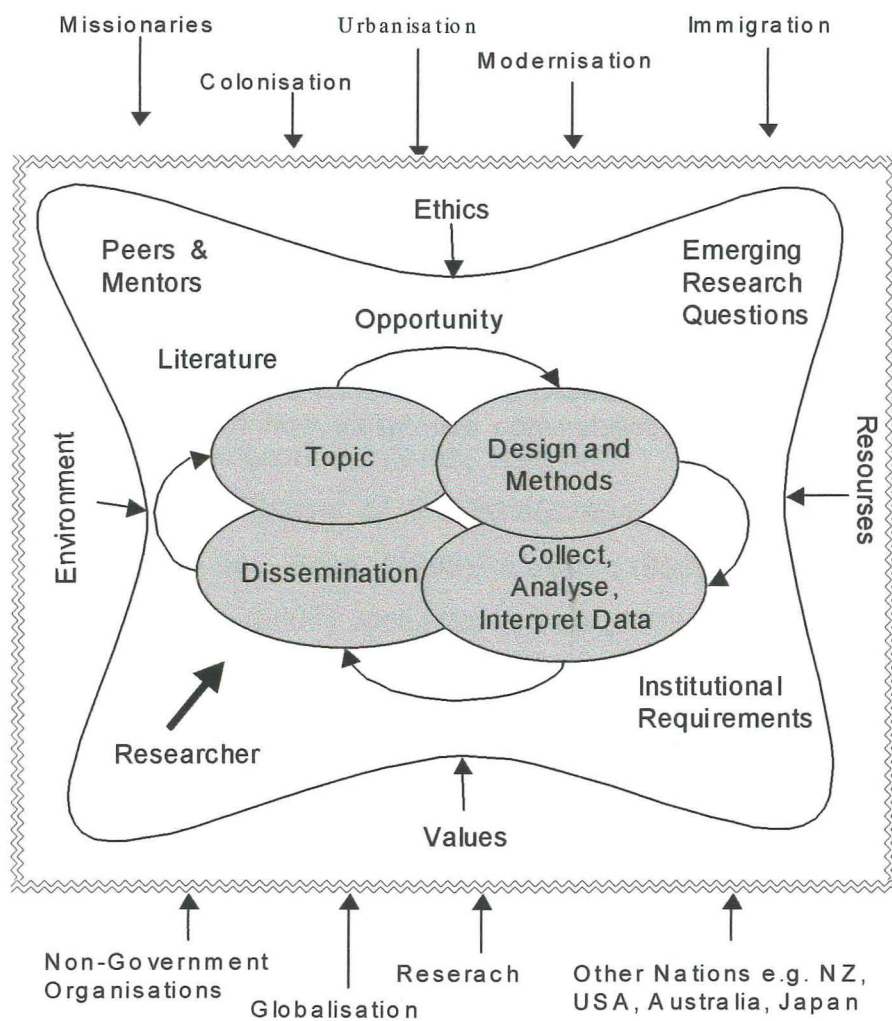 Missionaries
Urbanisation
Immigration
Colonisation
Modernisation
Ethics
Peers &
Mentors
Emerging
Research
Questions
Opportunity
Literature
Environment
Topic
Design and
Methods
Resourses
Dissemination
Collect,
Analyse,
Interpret Data
Institutional
Requirements
Researcher
Values
Non-Government
Organisations
Globalisation
Reserach
Other Nations e.g. NZ,
USA, Australia, Japan